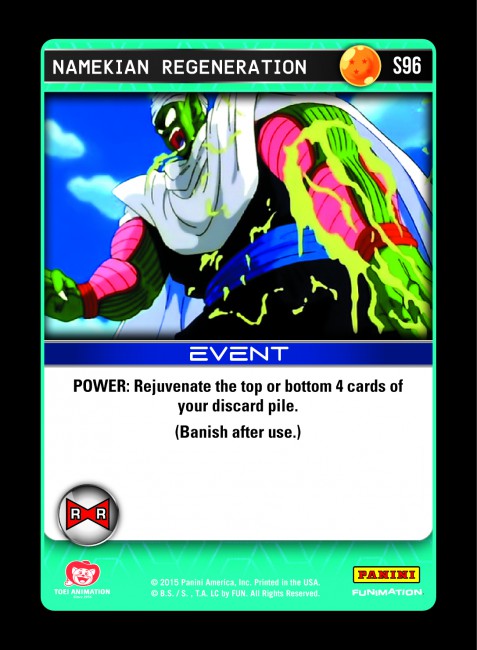 NAMEKIAN REGENERATION S96
EVENT
POWER: Rejuvenate the top or bottom 4 cards of
your discard pile.
(Banish after use.)
R R
TOEI ANIMATION
© 2015 Panini America, Inc. Printed in the USA.
© B.S. / S. , T.A. LC by FUN. All Rights Reserved.
PANINI
FUNIMATION